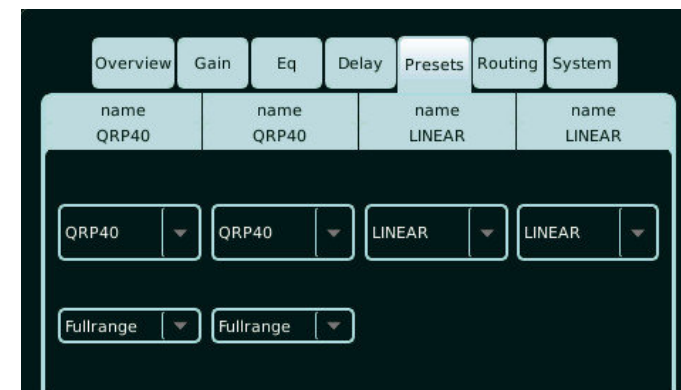 Overview Gain Eq Delay Presets Routing System
name name name name
QRP40 QRP40 LINEAR LINEAR
QRP40 QRP40 LINEAR LINEAR
Fullrange Fullrange